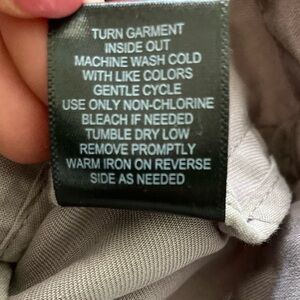 TURN GARMENT
INSIDE OUT
MACHINE WASH COLD
WITH LIKE COLORS
GENTLE CYCLE
USE ONLY NON-CHLORINE
BLEACH IF NEEDED
TUMBLE DRY LOW
REMOVE PROMPTLY
WARM IRON ON REVERSE
SIDE AS NEEDED